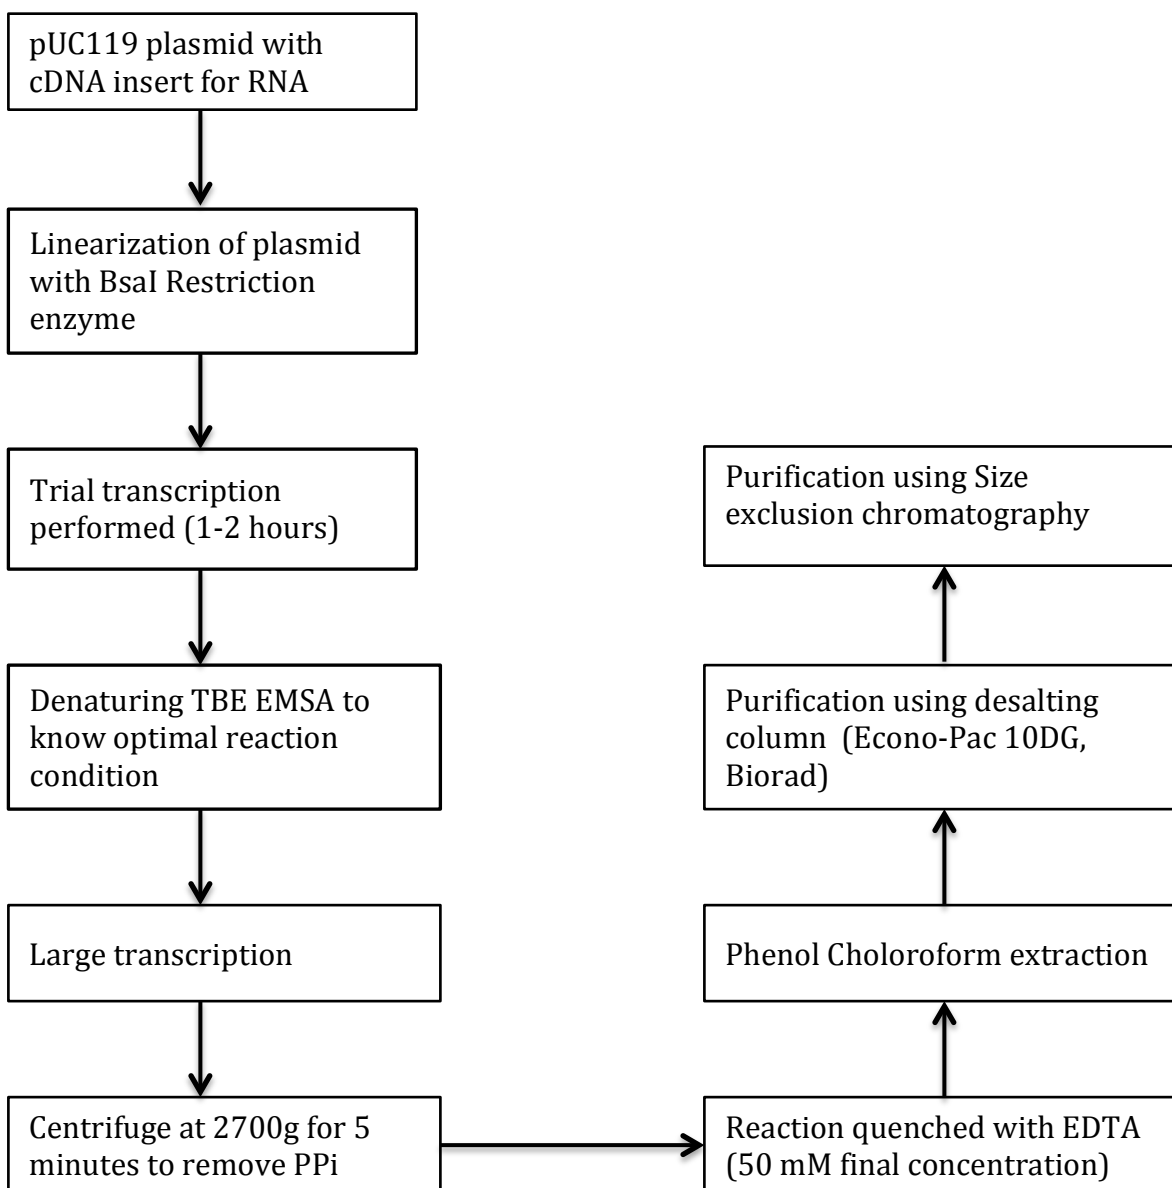 pUC119 plasmid with
cDNA insert for RNA
Linearization of plasmid
with BsaI Restriction
enzyme
Trial transcription
performed (1-2 hours)
Denaturing TBE EMSA to
know optimal reaction
condition
Large transcription
Centrifuge at 2700g for 5
minutes to remove PPi
Reaction quenched with EDTA
(50 mM final concentration)
Phenol Choloroform extraction
Purification using desalting
column (Econo-Pac 10DG,
Biorad)
Purification using Size
exclusion chromatography